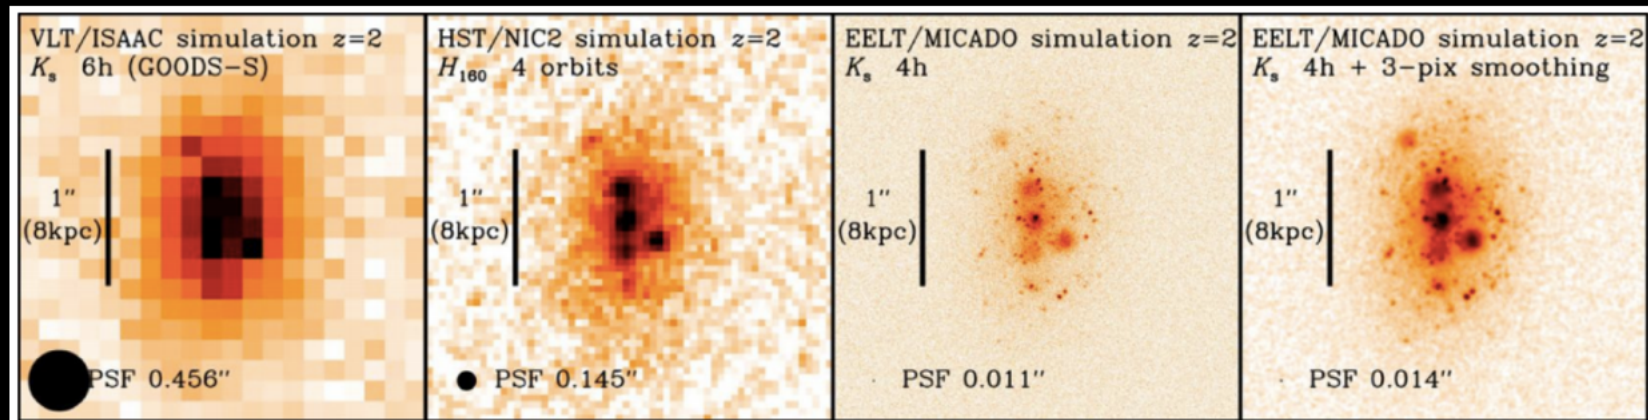 VLT/ISAAC simulation z=2
Ks 6h (GOODS-S)
1″
(8kpc)
PSF 0.456″
HST/NIC2 simulation z=2
H160 4 orbits
1″
(8kpc)
PSF 0.145″
EELT/MICADO simulation z=2
Ks 4h
1″
(8kpc)
PSF 0.011″
EELT/MICADO simulation z=2
Ks 4h + 3-pix smoothing
1″
(8kpc)
PSF 0.014″